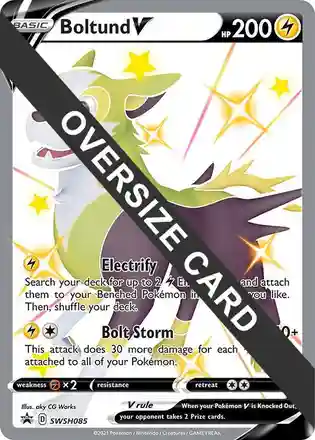 BASIC Boltund V HP 200
OVERSIZE CARD
Electrify
Search your deck for up to 2 and
attach them to your Benched Pokémon in you like.
Then, shuffle your deck.
Bolt Storm
This attack does 30 more damage for each
attached to all of your Pokémon.
weakness ×2 resistance retreat
V rule When your Pokémon V is Knocked Out,
your opponent takes 2 Prize cards.
Illus. aky CG Works
D SWSH085
©2021 Pokémon / Nintendo / Creatures / GAME FREAK